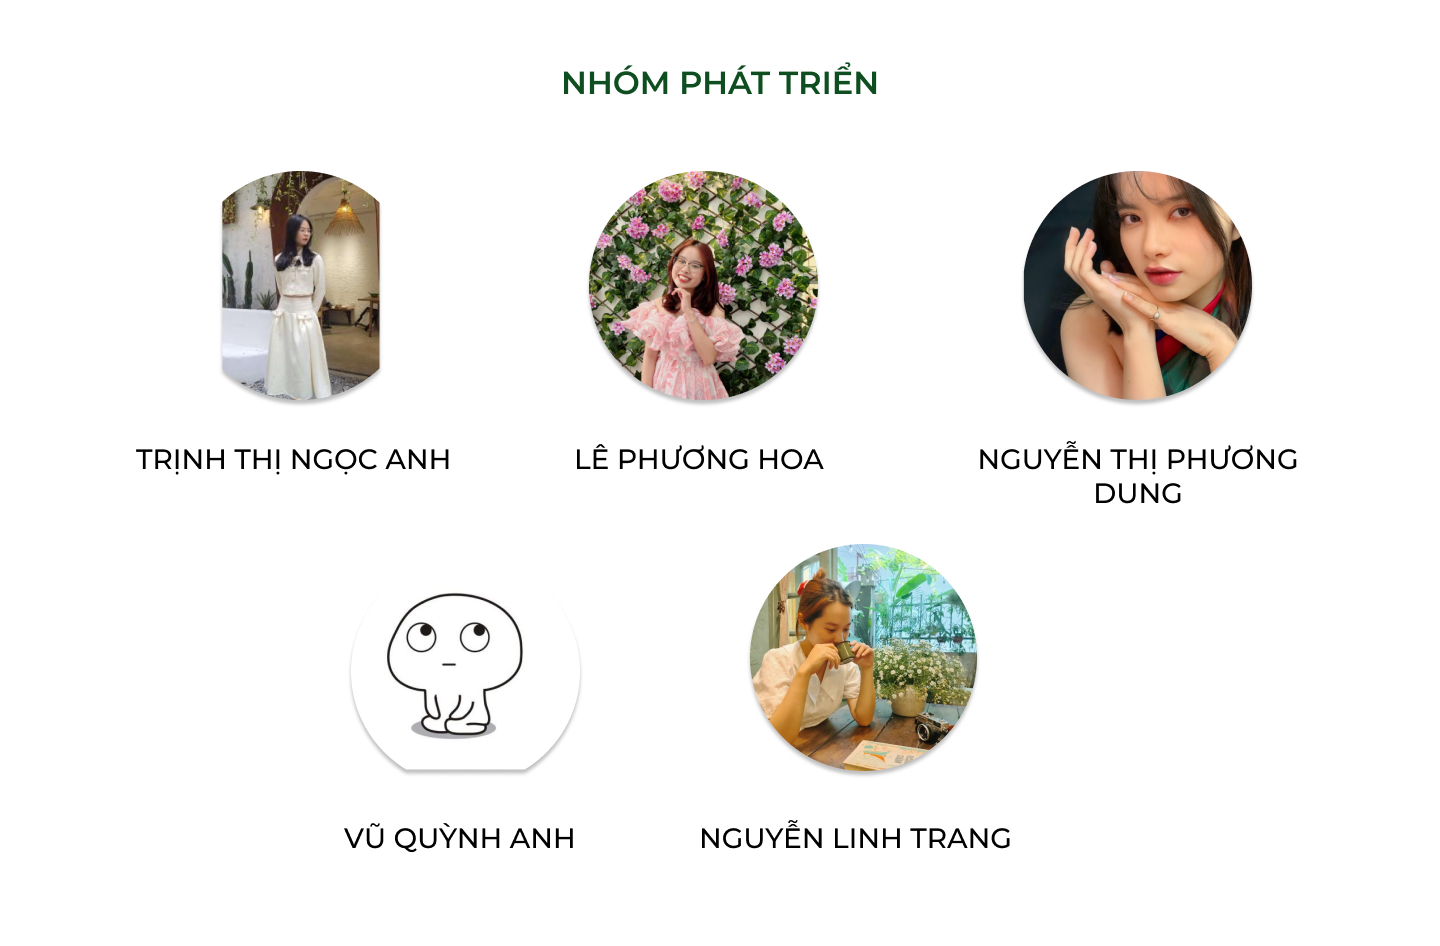 NHÓM PHÁT TRIỂN
TRỊNH THỊ NGỌC ANH
LÊ PHƯƠNG HOA
NGUYỄN THỊ PHƯƠNG
DUNG
VŨ QUỲNH ANH
NGUYỄN LINH TRANG